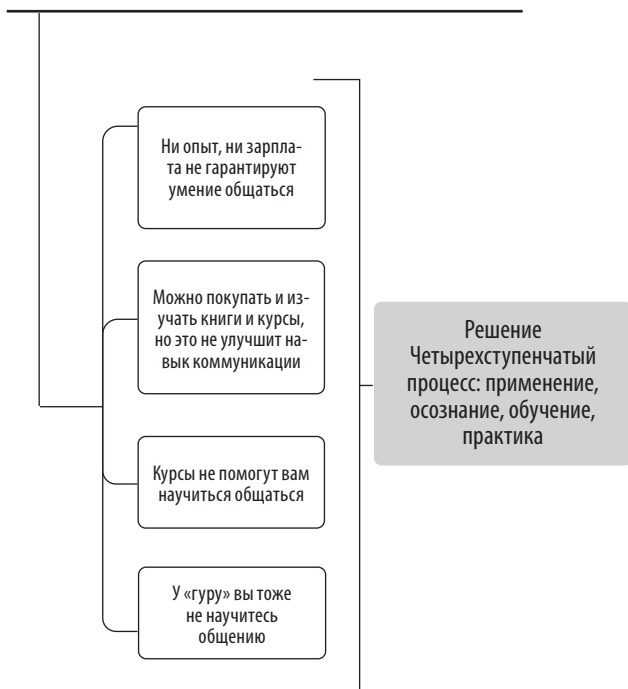 Ни опыт, ни зарпла-
та не гарантируют
умение общаться
Можно покупать и из-
учать книги и курсы,
но это не улучшит на-
вык коммуникации
Курсы не помогут вам
научиться общаться
У «гуру» вы тоже
не научитесь
общению
Решение
Четырехступенчатый
процесс: применение,
осознание, обучение,
практика